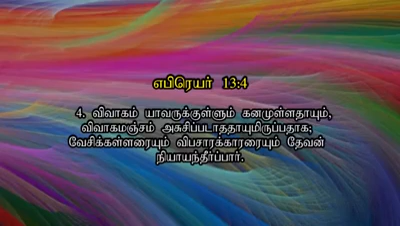 எபிரெயர் 13:4
4. விவாகம் யாவருக்குள்ளும் கனமுள்ளதாயும்,
விவாகமஞ்சம் அசுசிப்படாததாயுமிருப்பதாக;
வேசிக்கள்ளரையும் விபசாரக்காரரையும் தேவன்
நியாயந்தீர்ப்பார்.